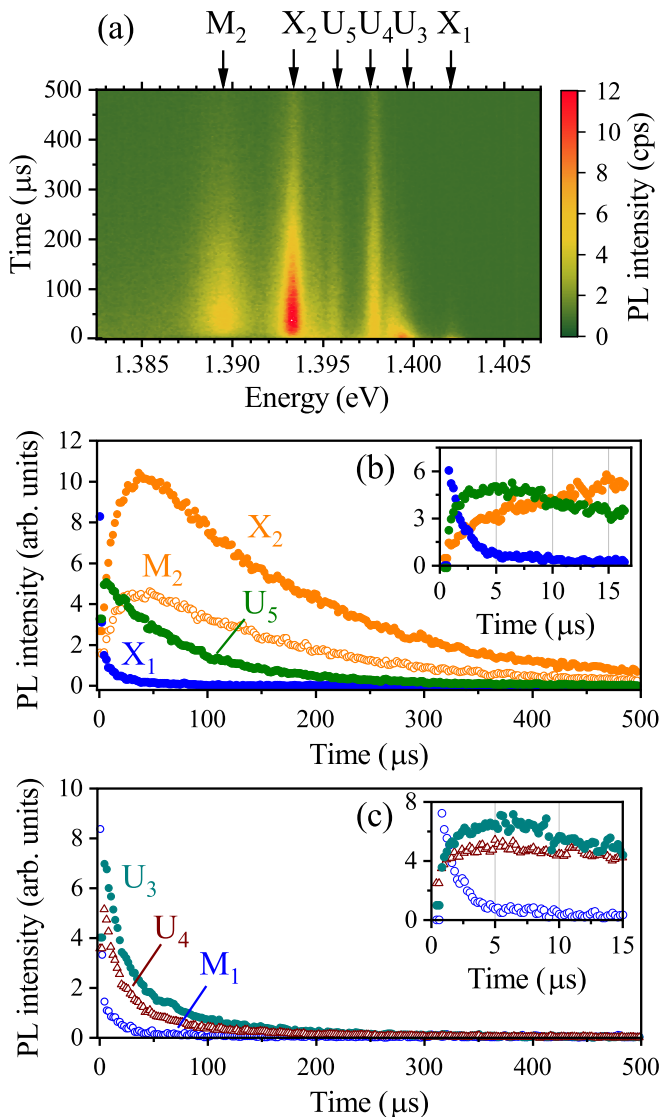 (a)
M₂ X₂ U₅ U₄ U₃ X₁
500
400
300
200
100
0
Time (μs)
1.385 1.390 1.395 1.400 1.405
Energy (eV)
12
10
8
6
4
2
0
PL intensity (cps)
(b)
12
10
8
6
4
2
0
PL intensity (arb. units)
X₂
M₂
U₅
X₁
0 100 200 300 400 500
Time (μs)
6
3
0
0 5 10 15
Time (μs)
(c)
10
8
6
4
2
0
PL intensity (arb. units)
U₃
U₄
M₁
0 100 200 300 400 500
Time (μs)
8
4
0
0 5 10 15
Time (μs)